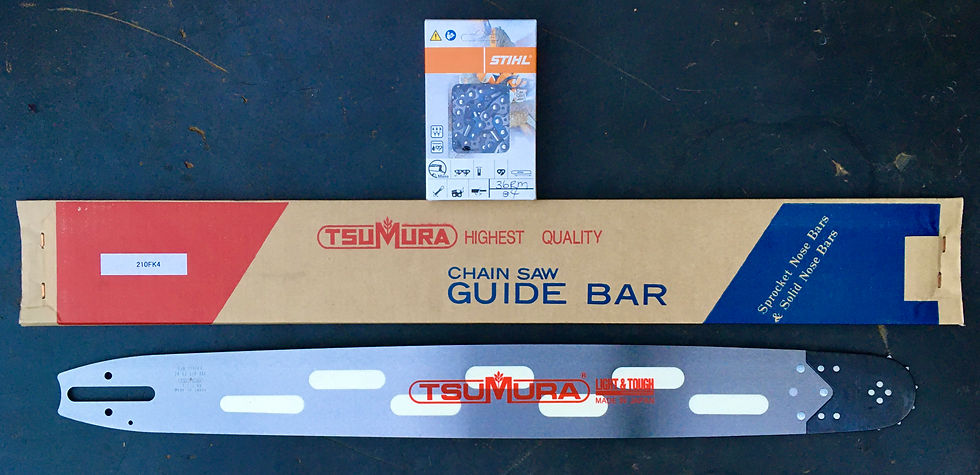 STIHL
36RM
84
TSUMURA HIGHEST QUALITY
210FK4
CHAIN SAW
GUIDE BAR
Sprocket Nose Bars
& Solid Nose Bars
TSUMURA®
LIGHT & TOUGH
MADE IN JAPAN